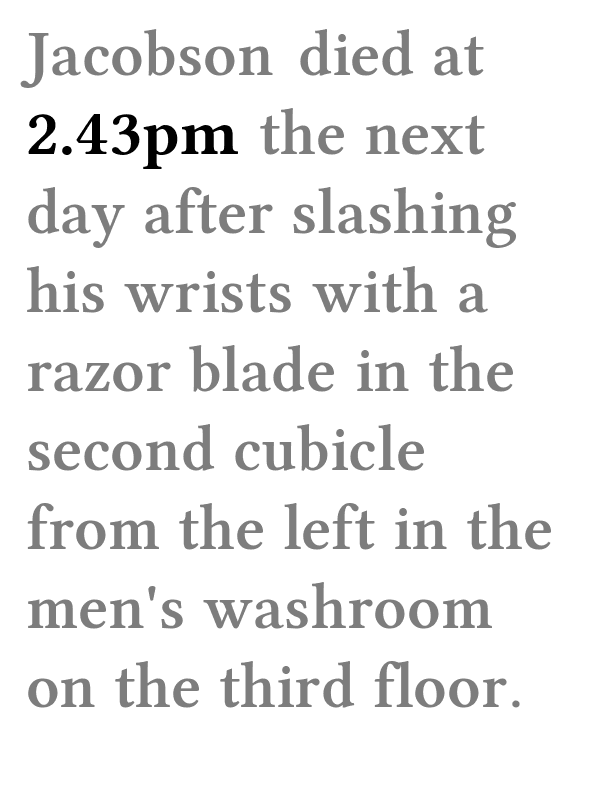 Jacobson died at
2.43pm the next
day after slashing
his wrists with a
razor blade in the
second cubicle
from the left in the
men's washroom
on the third floor.